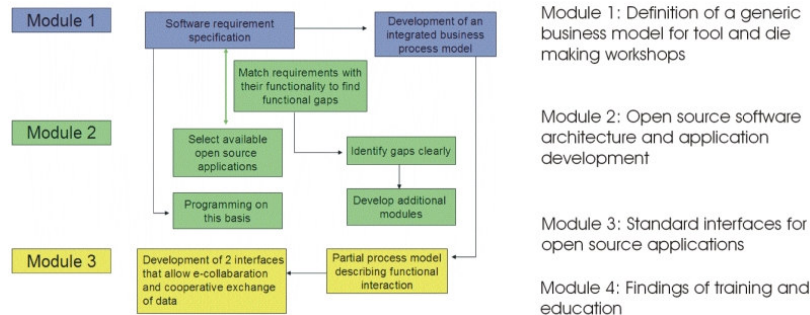 Module 1
Software requirement
specification
Development of an
integrated business
process model
Match requirements with
their functionality to find
functional gaps
Module 2
Select available
open source
applications
Identify gaps clearly
Programming on
this basis
Develop additional
modules
Module 3
Development of 2 interfaces
that allow e-collabaration
and cooperative exchange
of data
Partial process model
describing functional
interaction
Module 1: Definition of a generic
business model for tool and die
making workshops
Module 2: Open source software
architecture and application
development
Module 3: Standard interfaces for
open source applications
Module 4: Findings of training and
education